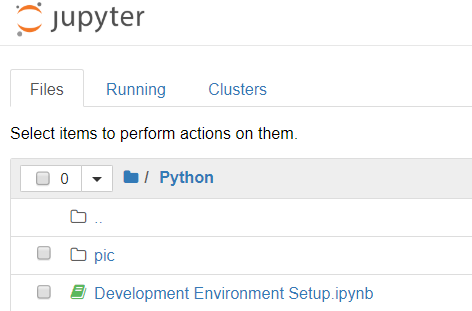 jupyter
Files Running Clusters
Select items to perform actions on them.
0 / Python
..
pic
Development Environment Setup.ipynb